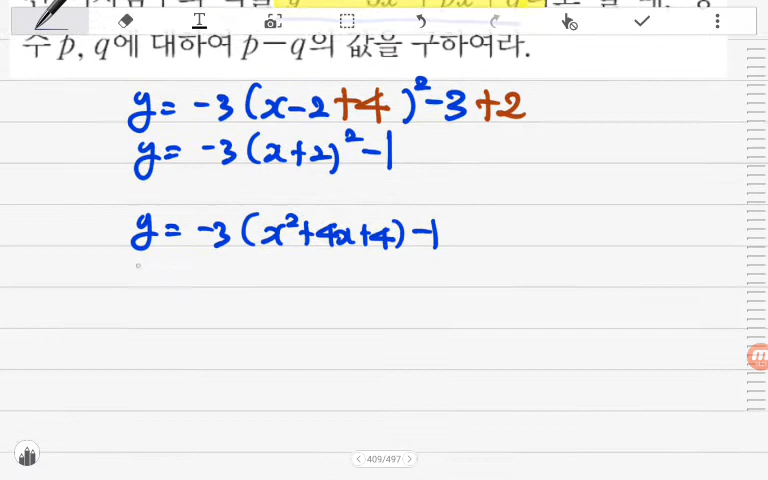 수 p, q에 대하여 p-q의 값을 구하여라.
y = -3(x-2+4)²-3+2
y = -3(x+2)²-1
y = -3(x²+4x+4)-1
409/497